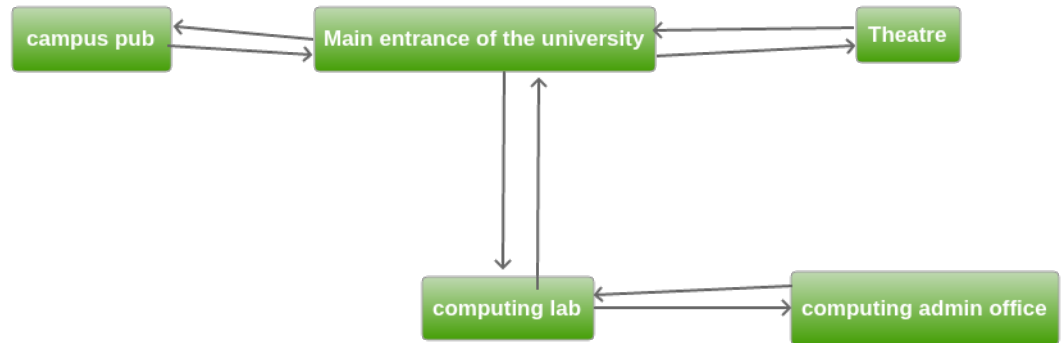 campus pub
Main entrance of the university
Theatre
computing lab
computing admin office